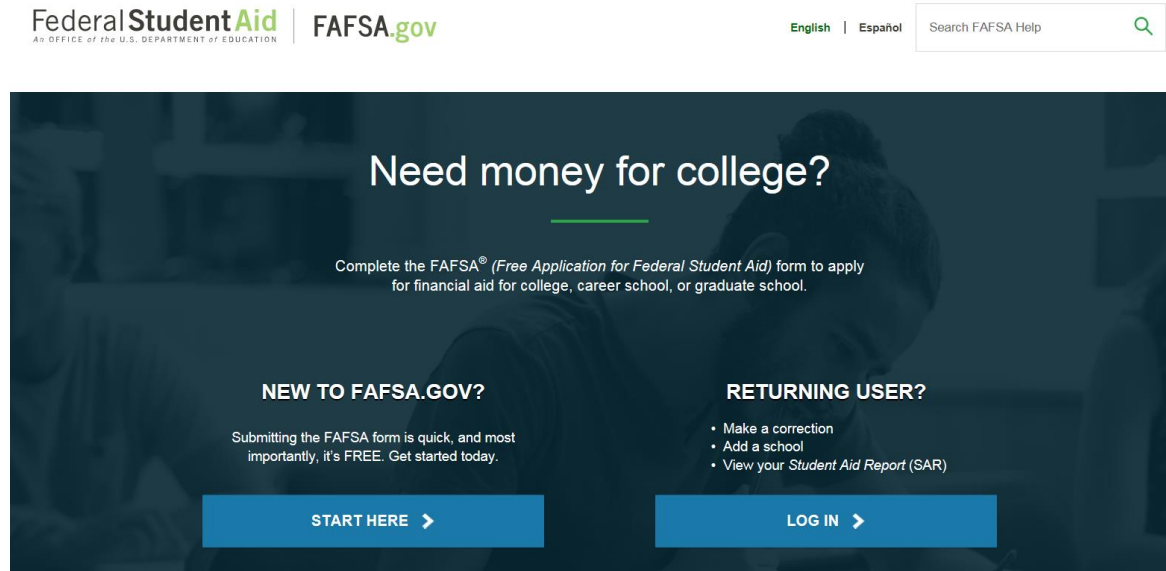 Federal Student Aid
An OFFICE of the U.S. DEPARTMENT of EDUCATION
FAFSA.gov
English | Español
Search FAFSA Help
Need money for college?
Complete the FAFSA® (Free Application for Federal Student Aid) form to apply
for financial aid for college, career school, or graduate school.
NEW TO FAFSA.GOV?
Submitting the FAFSA form is quick, and most
importantly, it's FREE. Get started today.
START HERE
RETURNING USER?
• Make a correction
• Add a school
• View your Student Aid Report (SAR)
LOG IN